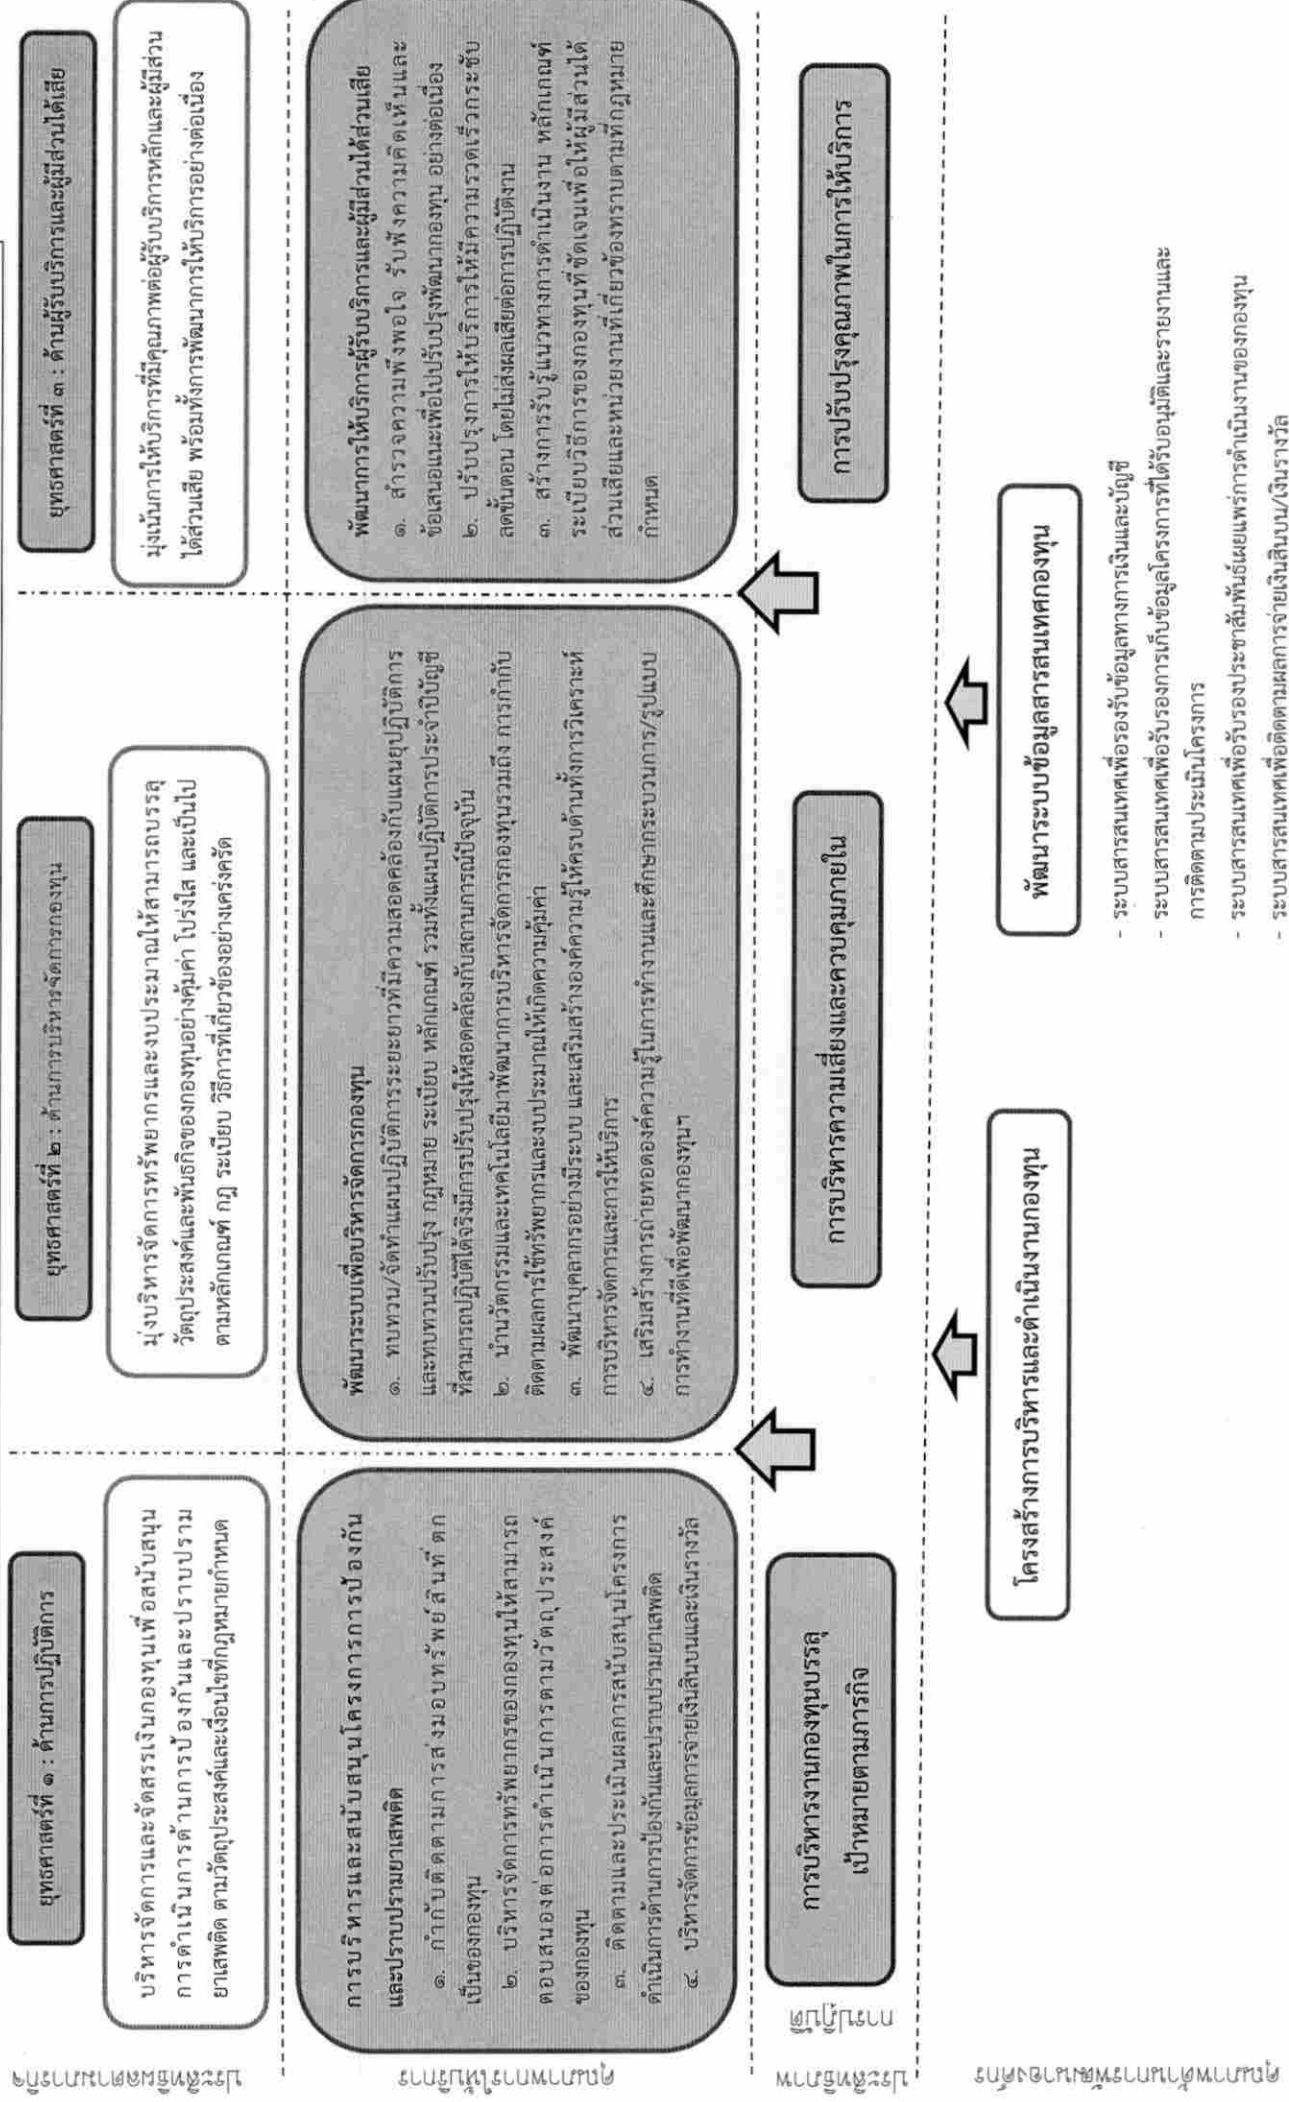 ประสิทธิผลตามภารกิจ
ยุทธศาสตร์ที่ ๑ : ด้านการปฏิบัติการ
บริหารจัดการและจัดสรรเงินกองทุนเพื่อสนับสนุน
การดำเนินการด้านการป้องกันและปราบปราม
ยาเสพติด ตามวัตถุประสงค์และเงื่อนไขที่กฎหมายกำหนด
ยุทธศาสตร์ที่ ๒ : ด้านการบริหารจัดการกองทุน
มุ่งบริหารจัดการทรัพยากรและงบประมาณให้สามารถบรรลุ
วัตถุประสงค์และพันธกิจของกองทุนอย่างคุ้มค่า โปร่งใส และเป็นไป
ตามหลักเกณฑ์ กฎ ระเบียบ วิธีการที่เกี่ยวข้องอย่างเคร่งครัด
ยุทธศาสตร์ที่ ๓ : ด้านผู้รับบริการและผู้มีส่วนได้เสีย
มุ่งเน้นการให้บริการที่มีคุณภาพต่อผู้รับบริการหลักและผู้มีส่วน
ได้ส่วนเสีย พร้อมทั้งการพัฒนาการให้บริการอย่างต่อเนื่อง
คุณภาพการให้บริการ
การบริหารและสนับสนุนโครงการการป้องกัน
และปราบปรามยาเสพติด
๑. กำกับติดตามการส่งมอบทรัพย์สินที่ตก
เป็นของกองทุน
๒. บริหารจัดการทรัพยากรของกองทุนให้สามารถ
ตอบสนองต่อการดำเนินการตามวัตถุประสงค์
ของกองทุน
๓. ติดตามและประเมินผลการสนับสนุนโครงการ
ดำเนินการด้านการป้องกันและปราบปรามยาเสพติด
๔. บริหารจัดการข้อมูลการจ่ายเงินสินบนและเงินรางวัล
พัฒนาระบบเพื่อบริหารจัดการกองทุน
๑. ทบทวน/จัดทำแผนปฏิบัติการระยะยาวที่มีความสอดคล้องกับแผนปฏิบัติการ
และทบทวนปรับปรุง กฎหมาย ระเบียบ หลักเกณฑ์ รวมทั้งแผนปฏิบัติการประจำปีบัญชี
ที่สามารถปฏิบัติได้จริงมีการปรับปรุงให้สอดคล้องกับสถานการณ์ปัจจุบัน
๒. นำนวัตกรรมและเทคโนโลยีมาพัฒนาการบริหารจัดการกองทุนรวมถึง การกำกับ
ติดตามผลการใช้ทรัพยากรและงบประมาณให้เกิดความคุ้มค่า
๓. พัฒนาบุคลากรอย่างมีระบบ และเสริมสร้างองค์ความรู้ให้ครบด้านทั้งการวิเคราะห์
การบริหารจัดการและการให้บริการ
๔. เสริมสร้างการถ่ายทอดองค์ความรู้ในการทำงานและศึกษากระบวนการ/รูปแบบ
การทำงานที่ดีเพื่อพัฒนากองทุนฯ
พัฒนาการให้บริการผู้รับบริการและผู้มีส่วนได้ส่วนเสีย
๑. สำรวจความพึงพอใจ รับฟังความคิดเห็นและ
ข้อเสนอแนะเพื่อไปปรับปรุงพัฒนากองทุน อย่างต่อเนื่อง
๒. ปรับปรุงการให้บริการให้มีความรวดเร็วกระชับ
ลดขั้นตอน โดยไม่ส่งผลเสียต่อการปฏิบัติงาน
๓. สร้างการรับรู้แนวทางการดำเนินงาน หลักเกณฑ์
ระเบียบวิธีการของกองทุนที่ชัดเจนเพื่อให้ผู้มีส่วนได้
ส่วนเสียและหน่วยงานที่เกี่ยวข้องทราบตามที่กฎหมาย
กำหนด
ประสิทธิภาพ
การปฏิบัติ
การบริหารงานกองทุนบรรลุ
เป้าหมายตามภารกิจ
การบริหารความเสี่ยงและควบคุมภายใน
การปรับปรุงคุณภาพในการให้บริการ
คุณภาพด้านการพัฒนาองค์กร
โครงสร้างการบริหารและดำเนินงานกองทุน
พัฒนาระบบข้อมูลสารสนเทศกองทุน
- ระบบสารสนเทศเพื่อรองรับข้อมูลทางการเงินและบัญชี
- ระบบสารสนเทศเพื่อรับรองการเก็บข้อมูลโครงการที่ได้รับอนุมัติและรายงานและ
การติดตามประเมินโครงการ
- ระบบสารสนเทศเพื่อรับรองประชาสัมพันธ์เผยแพร่การดำเนินงานของกองทุน
- ระบบสารสนเทศเพื่อติดตามผลการจ่ายเงินสินบน/เงินรางวัล